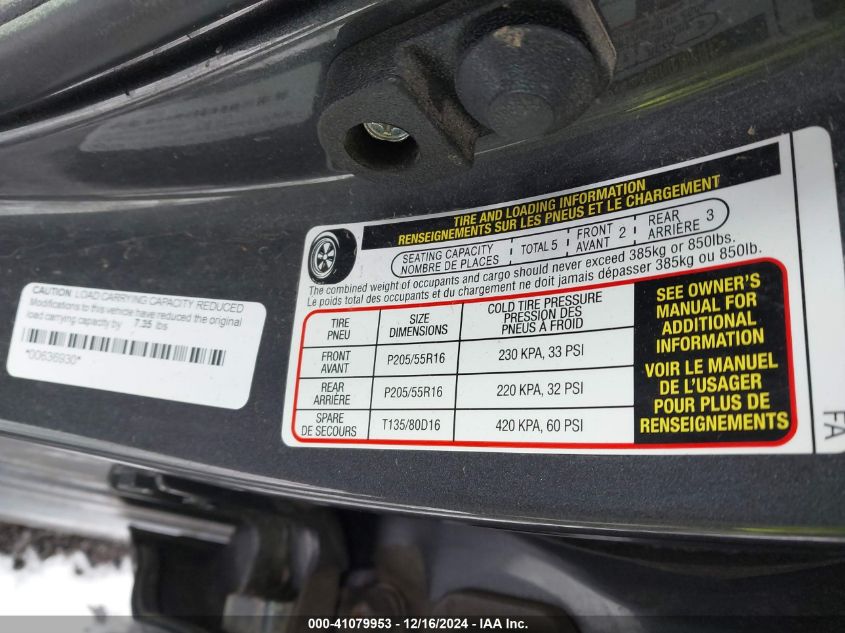 TIRE AND LOADING INFORMATION
RENSEIGNEMENTS SUR LES PNEUS ET LE CHARGEMENT
SEATING CAPACITY
NOMBRE DE PLACES
TOTAL 5
FRONT
AVANT 2
REAR
ARRIÈRE 3
The combined weight of occupants and cargo should never exceed 385kg or 850lbs.
Le poids total des occupants et du chargement ne doit jamais dépasser 385kg ou 850lb.
TIRE
PNEU
SIZE
DIMENSIONS
COLD TIRE PRESSURE
PRESSION DES
PNEUS À FROID
FRONT
AVANT
P205/55R16
230 KPA, 33 PSI
REAR
ARRIÈRE
P205/55R16
220 KPA, 32 PSI
SPARE
DE SECOURS
T135/80D16
420 KPA, 60 PSI
SEE OWNER'S
MANUAL FOR
ADDITIONAL
INFORMATION
VOIR LE MANUEL
DE L'USAGER
POUR PLUS DE
RENSEIGNEMENTS
FA
CAUTION: LOAD CARRYING CAPACITY REDUCED
Modifications to this vehicle have reduced the original
load carrying capacity by 7.35 lbs
*00636930*
000-41079953 - 12/16/2024 - IAA Inc.